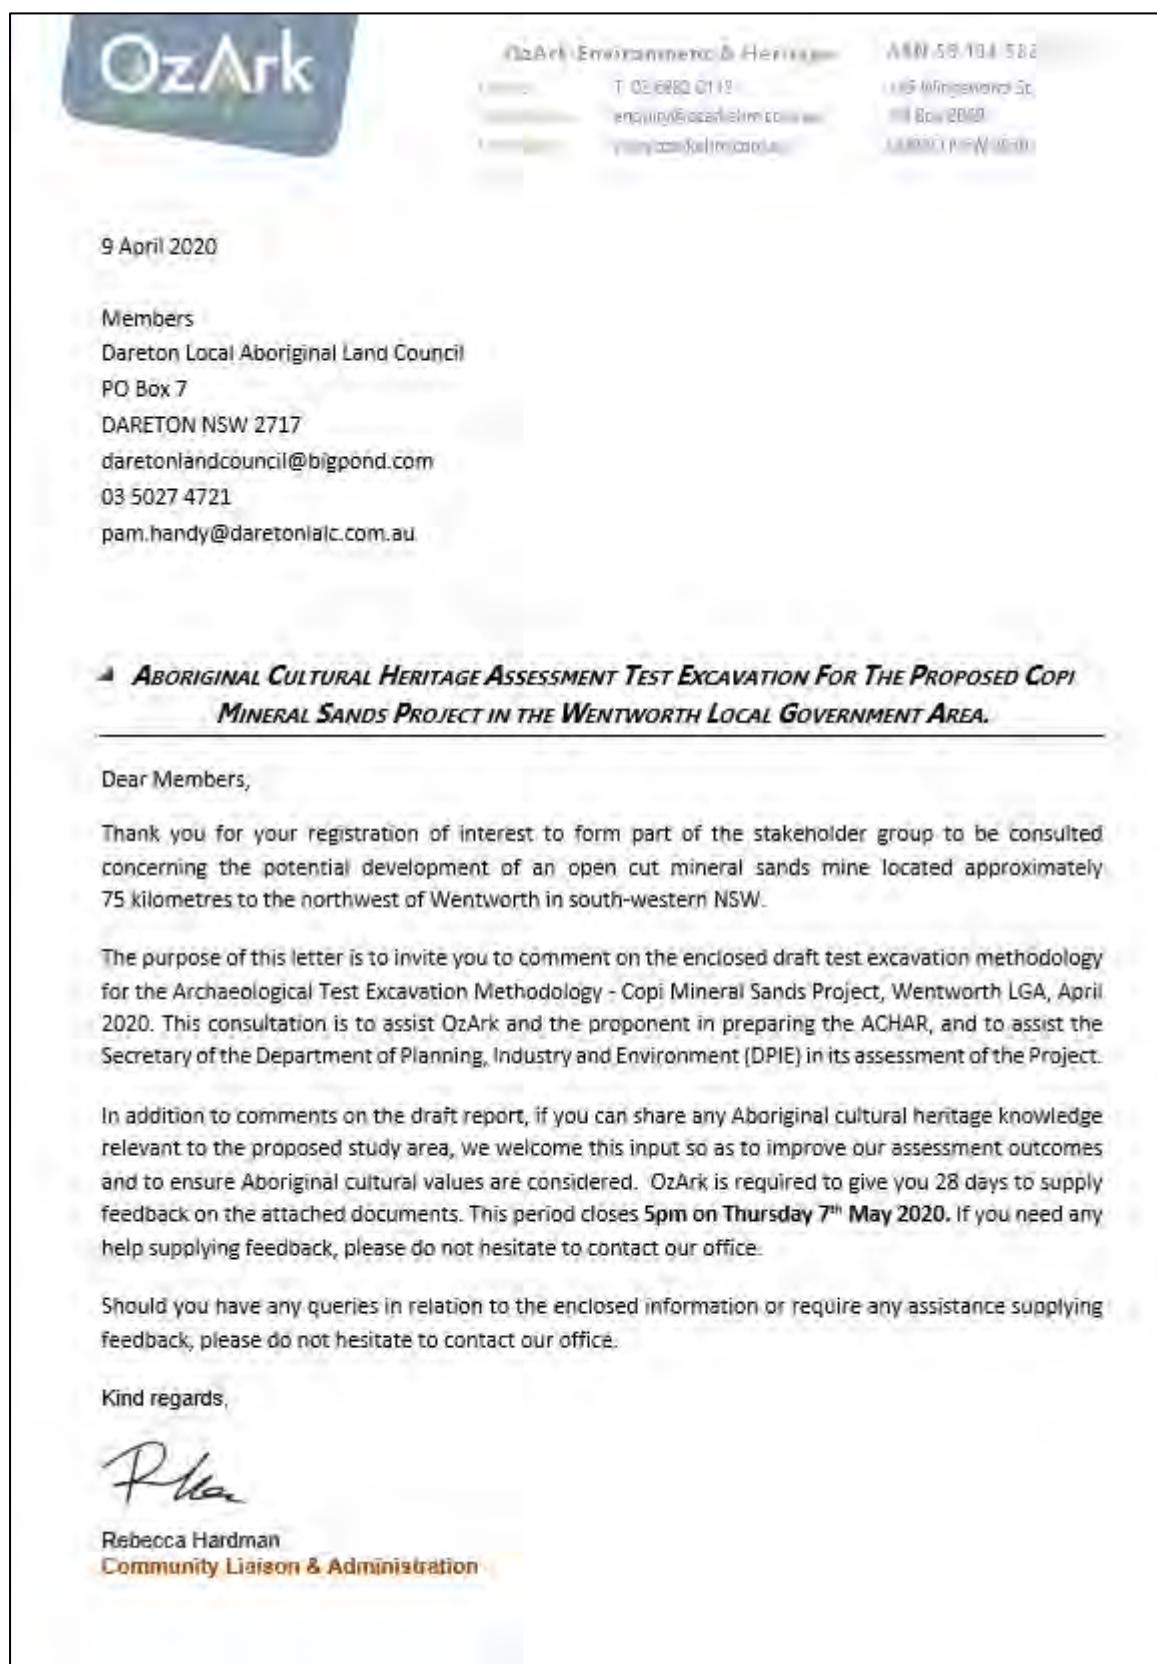 OzArk
OzArk Environment & Heritage
T 02 6882 0118
9 April 2020
Members
Dareton Local Aboriginal Land Council
PO Box 7
DARETON NSW 2717
daretonlandcouncil@bigpond.com
03 5027 4721
pam.handy@daretonlalc.com.au
ABORIGINAL CULTURAL HERITAGE ASSESSMENT TEST EXCAVATION FOR THE PROPOSED COPI
MINERAL SANDS PROJECT IN THE WENTWORTH LOCAL GOVERNMENT AREA.
Dear Members,
Thank you for your registration of interest to form part of the stakeholder group to be consulted
concerning the potential development of an open cut mineral sands mine located approximately
75 kilometres to the northwest of Wentworth in south-western NSW.
The purpose of this letter is to invite you to comment on the enclosed draft test excavation methodology
for the Archaeological Test Excavation Methodology - Copi Mineral Sands Project, Wentworth LGA, April
2020. This consultation is to assist OzArk and the proponent in preparing the ACHAR, and to assist the
Secretary of the Department of Planning, Industry and Environment (DPIE) in its assessment of the Project.
In addition to comments on the draft report, if you can share any Aboriginal cultural heritage knowledge
relevant to the proposed study area, we welcome this input so as to improve our assessment outcomes
and to ensure Aboriginal cultural values are considered. OzArk is required to give you 28 days to supply
feedback on the attached documents. This period closes 5pm on Thursday 7th May 2020. If you need any
help supplying feedback, please do not hesitate to contact our office.
Should you have any queries in relation to the enclosed information or require any assistance supplying
feedback, please do not hesitate to contact our office.
Kind regards,
Rebecca Hardman
Community Liaison & Administration